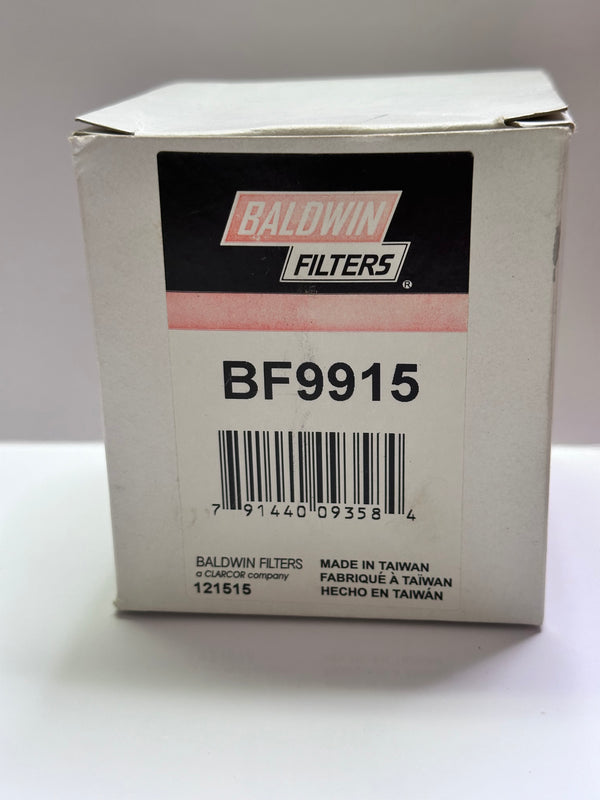 BALDWIN
FILTERS
®
BF9915
7 91440 09358 4
BALDWIN FILTERS
a CLARCOR company
121515
MADE IN TAIWAN
FABRIQUÉ À TAÏWAN
HECHO EN TAIWÁN